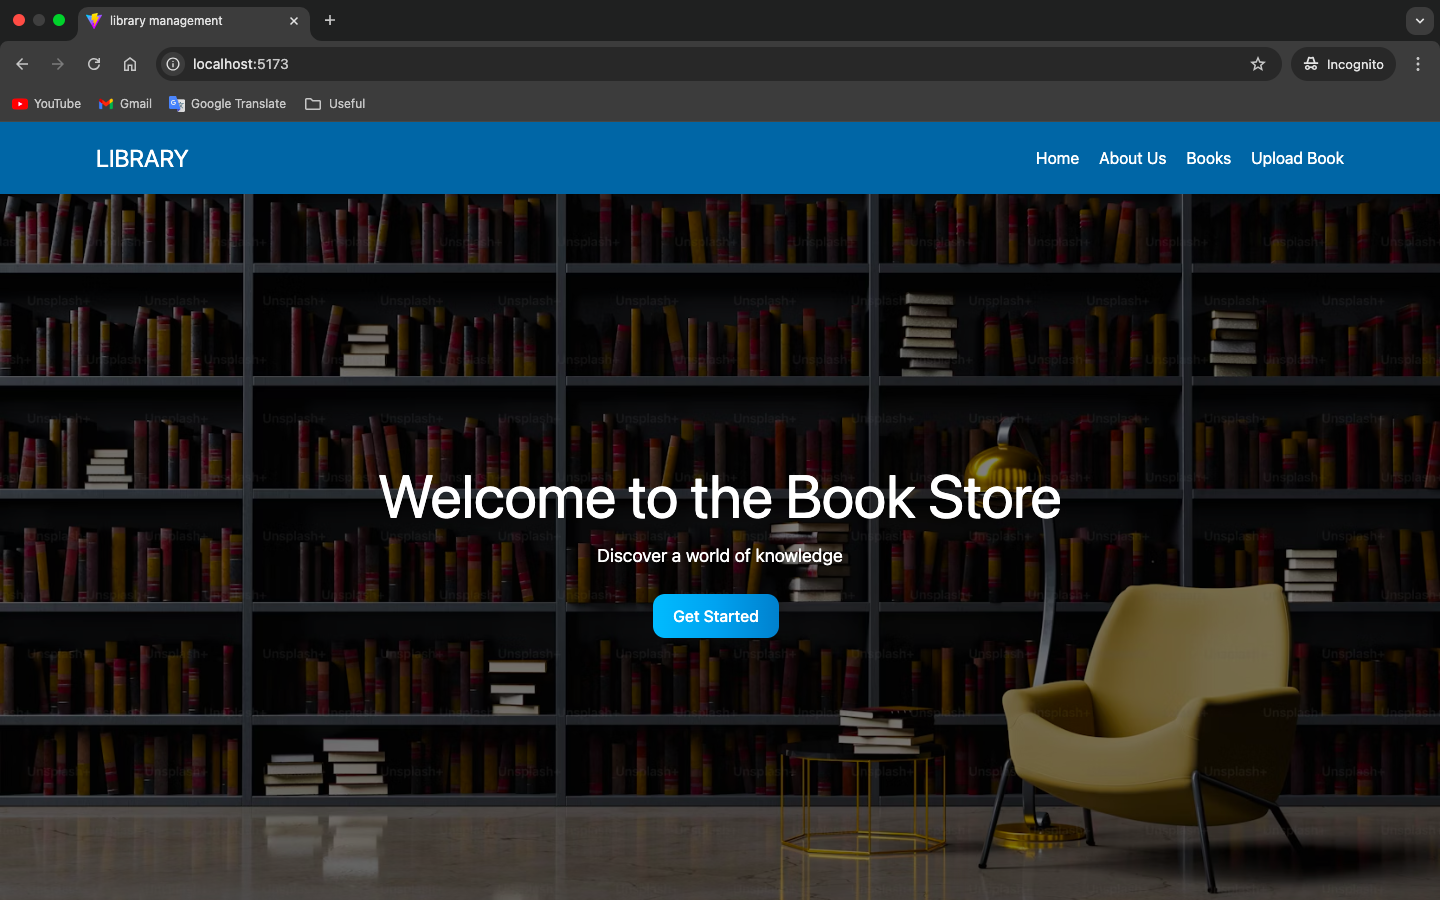 library management
localhost:5173
Incognito
YouTube Gmail Google Translate Useful
LIBRARY
Home About Us Books Upload Book
Welcome to the Book Store
Discover a world of knowledge
Get Started
Unsplash+